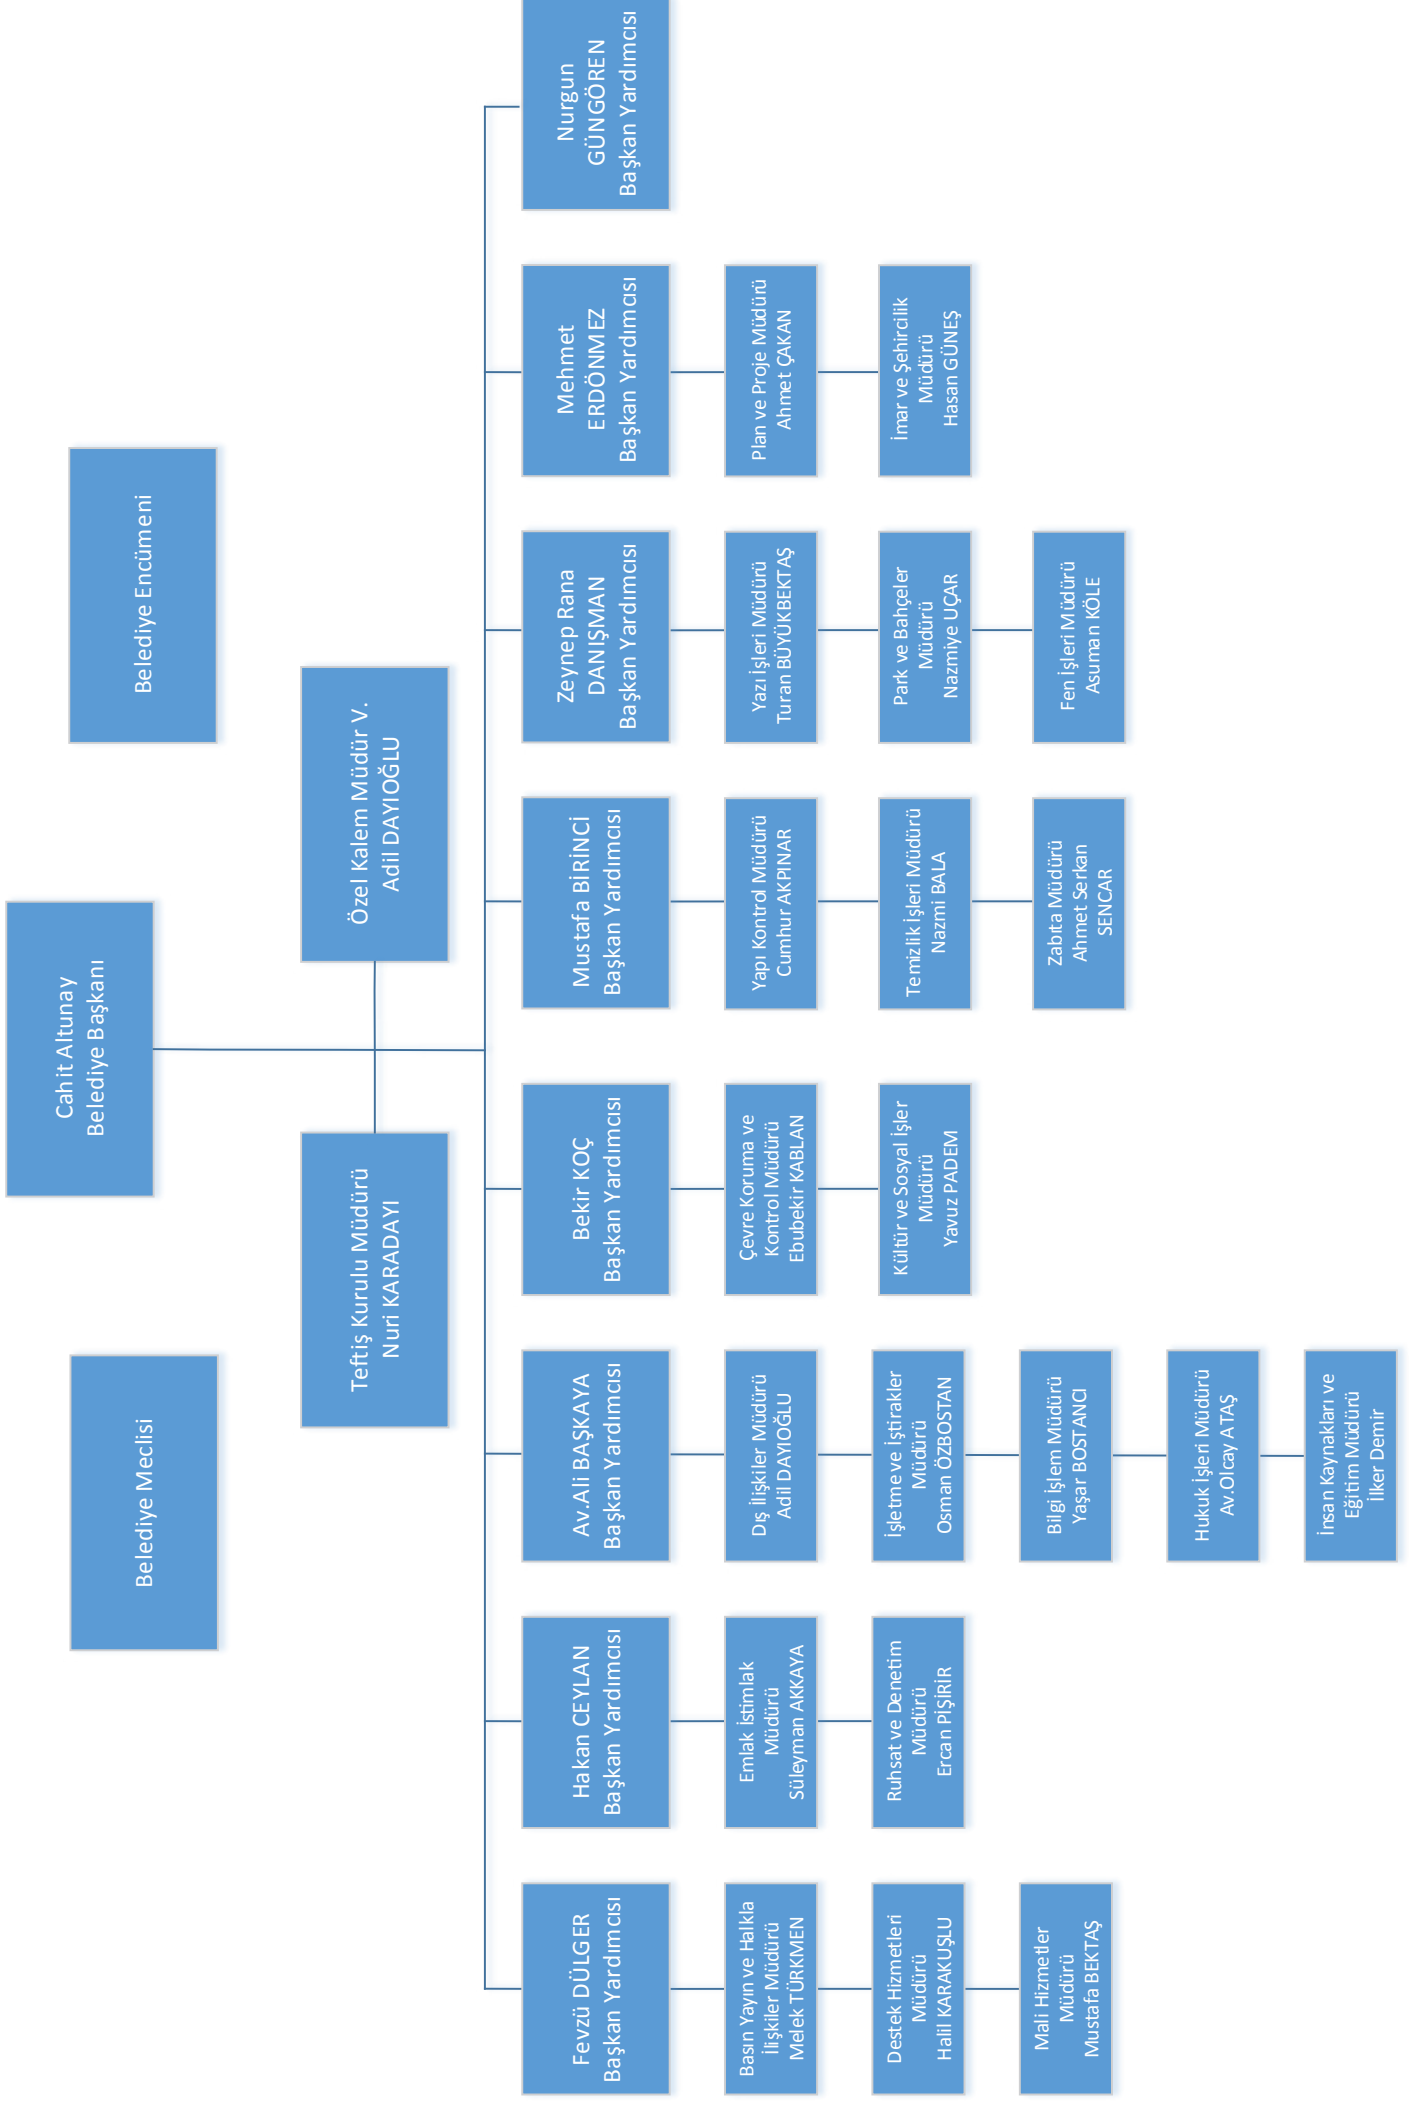 Cahit Altunay
Belediye Başkanı
Belediye Meclisi
Belediye Encümeni
Teftiş Kurulu Müdürü
Nuri KARADAYI
Özel Kalem Müdür V.
Adil DAYIOĞLU
Fevzü DÜLGER
Başkan Yardımcısı
Hakan CEYLAN
Başkan Yardımcısı
Av.Ali BAŞKAYA
Başkan Yardımcısı
Bekir KOÇ
Başkan Yardımcısı
Mustafa BİRİNCİ
Başkan Yardımcısı
Zeynep Rana
DANIŞMAN
Başkan Yardımcısı
Mehmet
ERDÖNMEZ
Başkan Yardımcısı
Nurgun
GÜNGÖREN
Başkan Yardımcısı
Basın Yayın ve Halkla
İlişkiler Müdürü
Melek TÜRKMEN
Emlak İstimlak
Müdürü
Süleyman AKKAYA
Dış İlişkiler Müdürü
Adil DAYIOĞLU
Çevre Koruma ve
Kontrol Müdürü
Ebubekir KABLAN
Yapı Kontrol Müdürü
Cumhur AKPINAR
Yazı İşleri Müdürü
Turan BÜYÜKBEKTAŞ
Plan ve Proje Müdürü
Ahmet ÇAKAN
Destek Hizmetleri
Müdürü
Halil KARAKUŞLU
Ruhsat ve Denetim
Müdürü
Ercan PİŞİRİR
İşletme ve İştirakler
Müdürü
Osman ÖZBOSTAN
Kültür ve Sosyal İşler
Müdürü
Yavuz PADEM
Temizlik İşleri Müdürü
Nazmi BALA
Park ve Bahçeler
Müdürü
Nazmiye UÇAR
İmar ve Şehircilik
Müdürü
Hasan GÜNEŞ
Mali Hizmetler
Müdürü
Mustafa BEKTAŞ
Bilgi İşlem Müdürü
Yaşar BOSTANCI
Zabıta Müdürü
Ahmet Serkan
SENCAR
Fen İşleri Müdürü
Asuman KÖLE
Hukuk İşleri Müdürü
Av.Olcay ATAŞ
İnsan Kaynakları ve
Eğitim Müdürü
İlker Demir